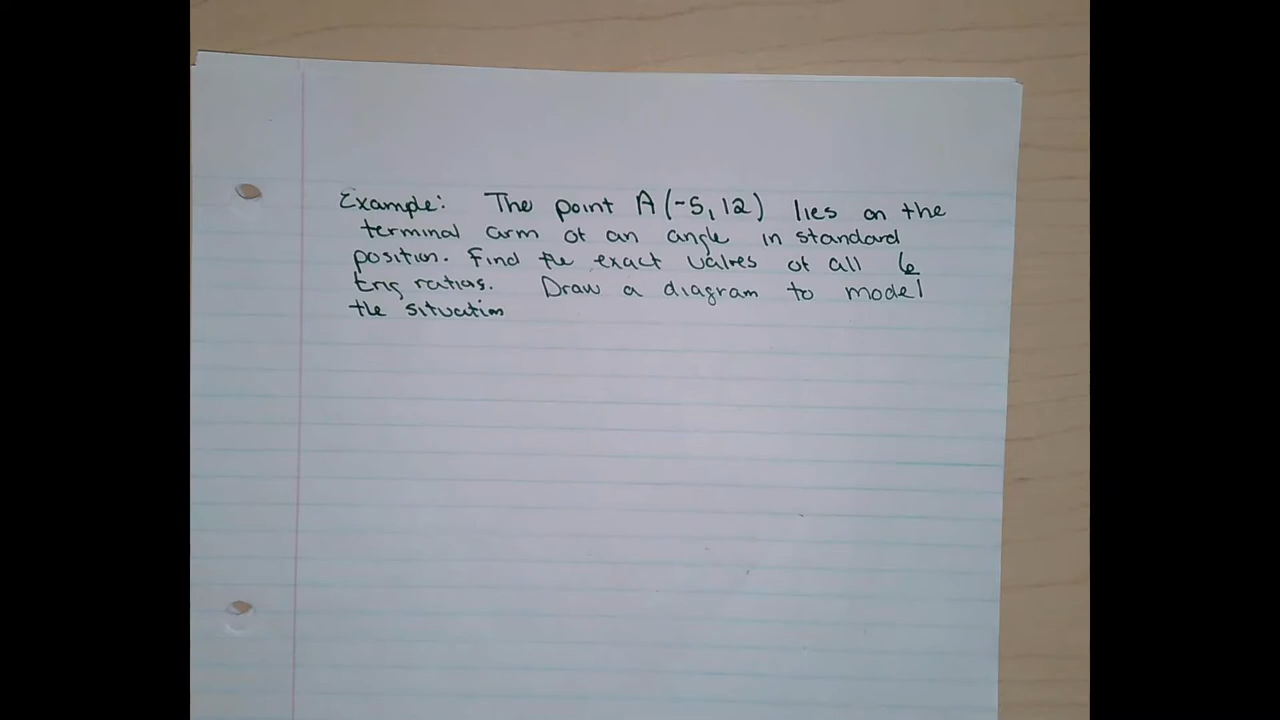 Example: The point A(-5,12) lies on the
terminal arm of an angle in standard
position. Find the exact values of all 6
trig ratios. Draw a diagram to model
the situation